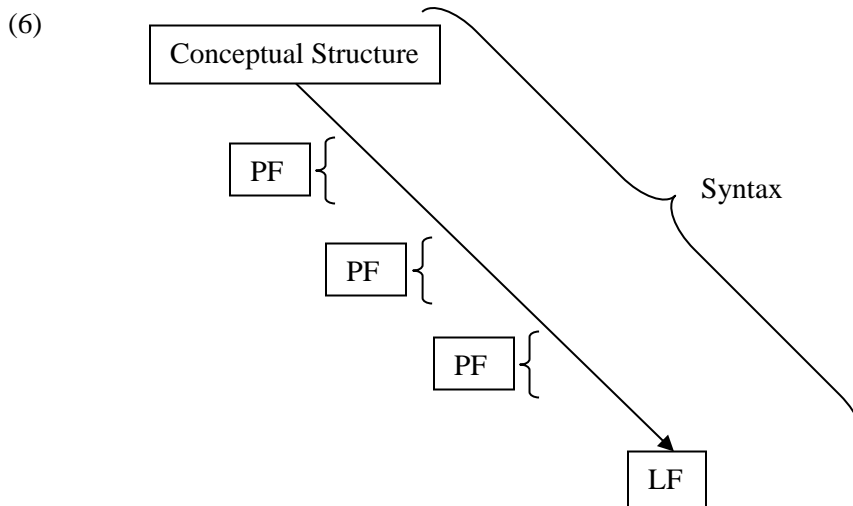 (6)
Conceptual Structure
PF
Syntax
PF
PF
LF